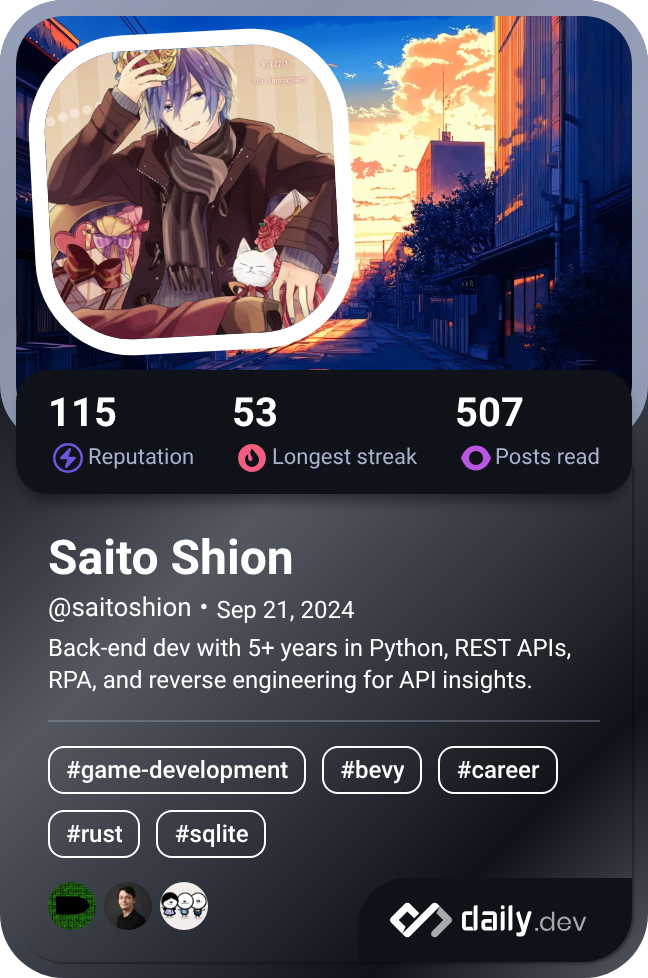 KAITO
115
53
507
Reputation
Longest streak
Posts read
Saito Shion
@saitoshion • Sep 21, 2024
Back-end dev with 5+ years in Python, REST APIs,
RPA, and reverse engineering for API insights.
#game-development
#bevy
#career
#rust
#sqlite
daily.dev